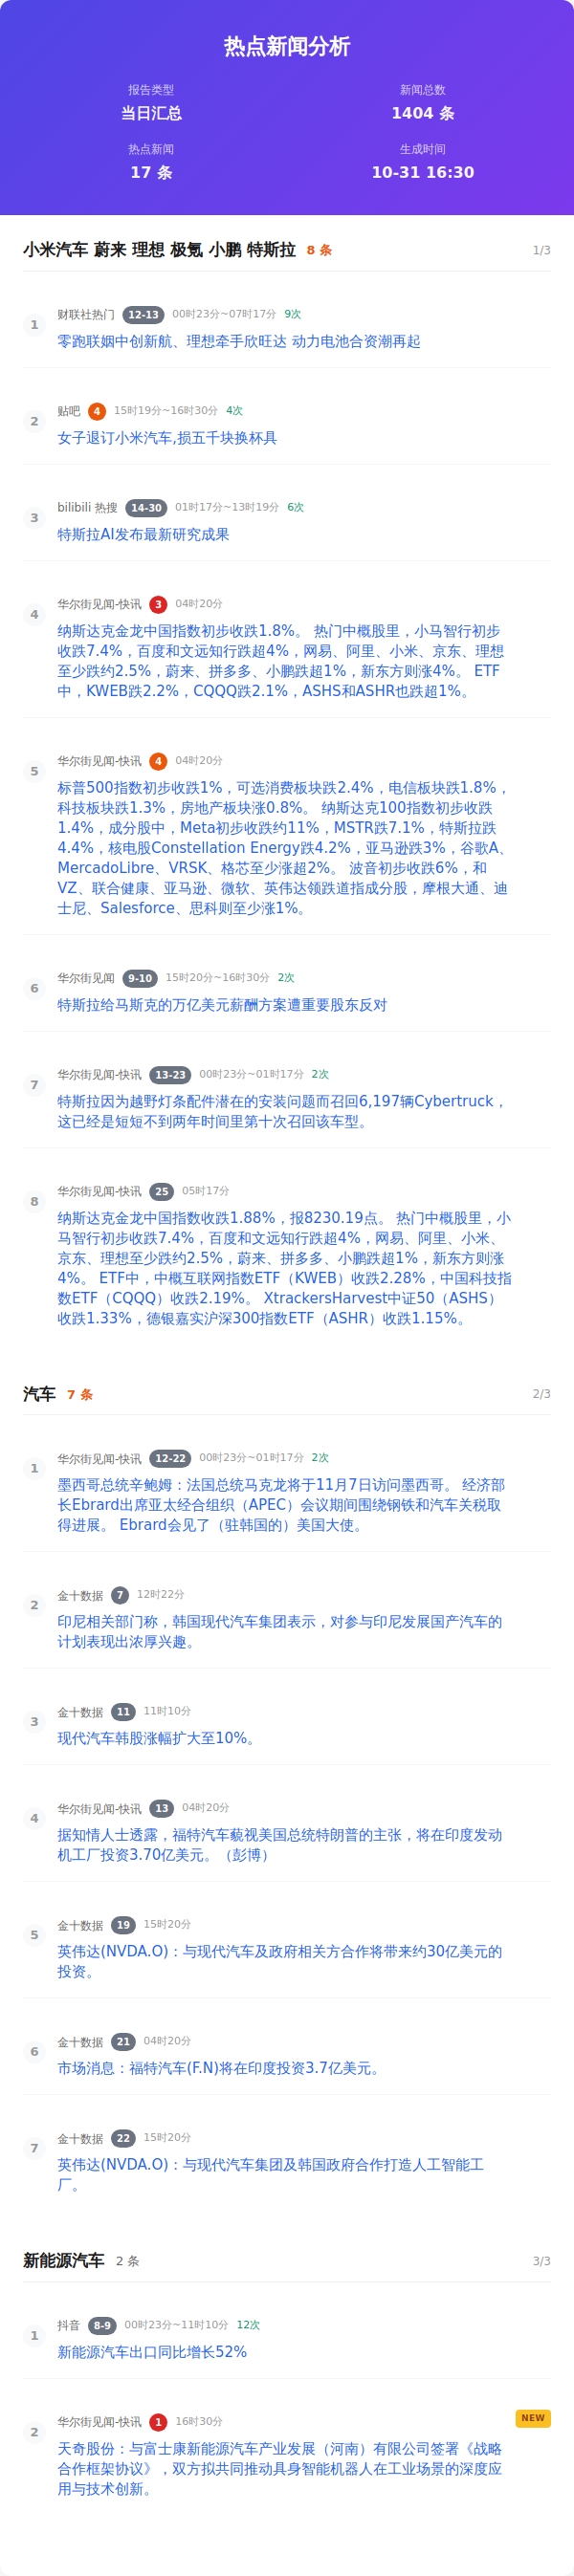 热点新闻分析
报告类型
当日汇总
新闻总数
1404 条
热点新闻
17 条
生成时间
10-31 16:30
小米汽车 蔚来 理想 极氪 小鹏 特斯拉 8 条 1/3
1
财联社热门 12-13 00时23分~07时17分 9次
零跑联姻中创新航、理想牵手欣旺达 动力电池合资潮再起
2
贴吧 4 15时19分~16时30分 4次
女子退订小米汽车,损五千块换杯具
3
bilibili 热搜 14-30 01时17分~13时19分 6次
特斯拉AI发布最新研究成果
4
华尔街见闻-快讯 3 04时20分
纳斯达克金龙中国指数初步收跌1.8%。 热门中概股里，小马智行初步
收跌7.4%，百度和文远知行跌超4%，网易、阿里、小米、京东、理想
至少跌约2.5%，蔚来、拼多多、小鹏跌超1%，新东方则涨4%。 ETF
中，KWEB跌2.2%，CQQQ跌2.1%，ASHS和ASHR也跌超1%。
5
华尔街见闻-快讯 4 04时20分
标普500指数初步收跌1%，可选消费板块跌2.4%，电信板块跌1.8%，
科技板块跌1.3%，房地产板块涨0.8%。 纳斯达克100指数初步收跌
1.4%，成分股中，Meta初步收跌约11%，MSTR跌7.1%，特斯拉跌
4.4%，核电股Constellation Energy跌4.2%，亚马逊跌3%，谷歌A、
MercadoLibre、VRSK、格芯至少涨超2%。 波音初步收跌6%，和
VZ、联合健康、亚马逊、微软、英伟达领跌道指成分股，摩根大通、迪
士尼、Salesforce、思科则至少涨1%。
6
华尔街见闻 9-10 15时20分~16时30分 2次
特斯拉给马斯克的万亿美元薪酬方案遭重要股东反对
7
华尔街见闻-快讯 13-23 00时23分~01时17分 2次
特斯拉因为越野灯条配件潜在的安装问题而召回6,197辆Cybertruck，
这已经是短短不到两年时间里第十次召回该车型。
8
华尔街见闻-快讯 25 05时17分
纳斯达克金龙中国指数收跌1.88%，报8230.19点。 热门中概股里，小
马智行初步收跌7.4%，百度和文远知行跌超4%，网易、阿里、小米、
京东、理想至少跌约2.5%，蔚来、拼多多、小鹏跌超1%，新东方则涨
4%。 ETF中，中概互联网指数ETF（KWEB）收跌2.28%，中国科技指
数ETF（CQQQ）收跌2.19%。 XtrackersHarvest中证50（ASHS）
收跌1.33%，德银嘉实沪深300指数ETF（ASHR）收跌1.15%。
汽车 7 条 2/3
1
华尔街见闻-快讯 12-22 00时23分~01时17分 2次
墨西哥总统辛鲍姆：法国总统马克龙将于11月7日访问墨西哥。 经济部
长Ebrard出席亚太经合组织（APEC）会议期间围绕钢铁和汽车关税取
得进展。 Ebrard会见了（驻韩国的）美国大使。
2
金十数据 7 12时22分
印尼相关部门称，韩国现代汽车集团表示，对参与印尼发展国产汽车的
计划表现出浓厚兴趣。
3
金十数据 11 11时10分
现代汽车韩股涨幅扩大至10%。
4
华尔街见闻-快讯 13 04时20分
据知情人士透露，福特汽车藐视美国总统特朗普的主张，将在印度发动
机工厂投资3.70亿美元。（彭博）
5
金十数据 19 15时20分
英伟达(NVDA.O)：与现代汽车及政府相关方合作将带来约30亿美元的
投资。
6
金十数据 21 04时20分
市场消息：福特汽车(F.N)将在印度投资3.7亿美元。
7
金十数据 22 15时20分
英伟达(NVDA.O)：与现代汽车集团及韩国政府合作打造人工智能工
厂。
新能源汽车 2 条 3/3
1
抖音 8-9 00时23分~11时10分 12次
新能源汽车出口同比增长52%
2
华尔街见闻-快讯 1 16时30分 NEW
天奇股份：与富士康新能源汽车产业发展（河南）有限公司签署《战略
合作框架协议》，双方拟共同推动具身智能机器人在工业场景的深度应
用与技术创新。